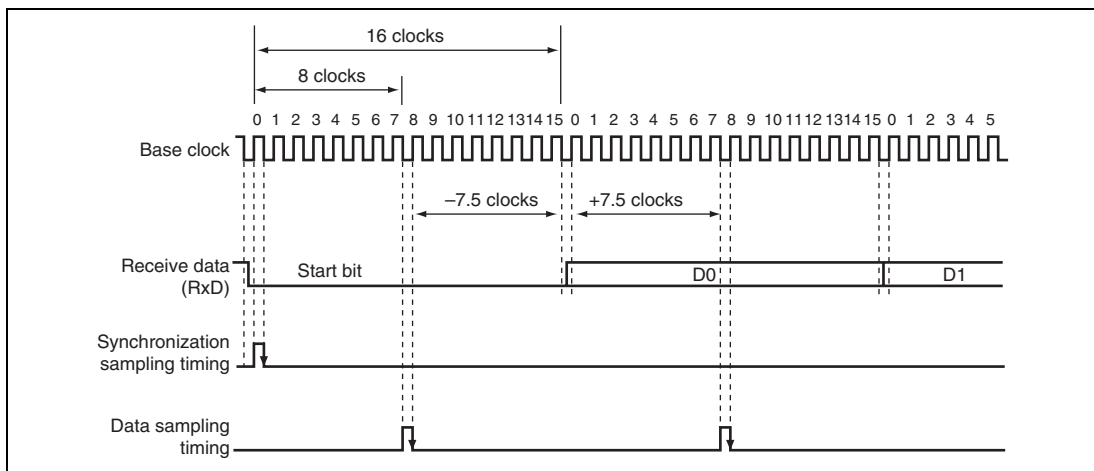 16 clocks
8 clocks
0 1 2 3 4 5 6 7 8 9 10 11 12 13 14 15 0 1 2 3 4 5 6 7 8 9 10 11 12 13 14 15 0 1 2 3 4 5
Base clock
–7.5 clocks +7.5 clocks
Receive data
(RxD)
Start bit D0 D1
Synchronization
sampling timing
Data sampling
timing